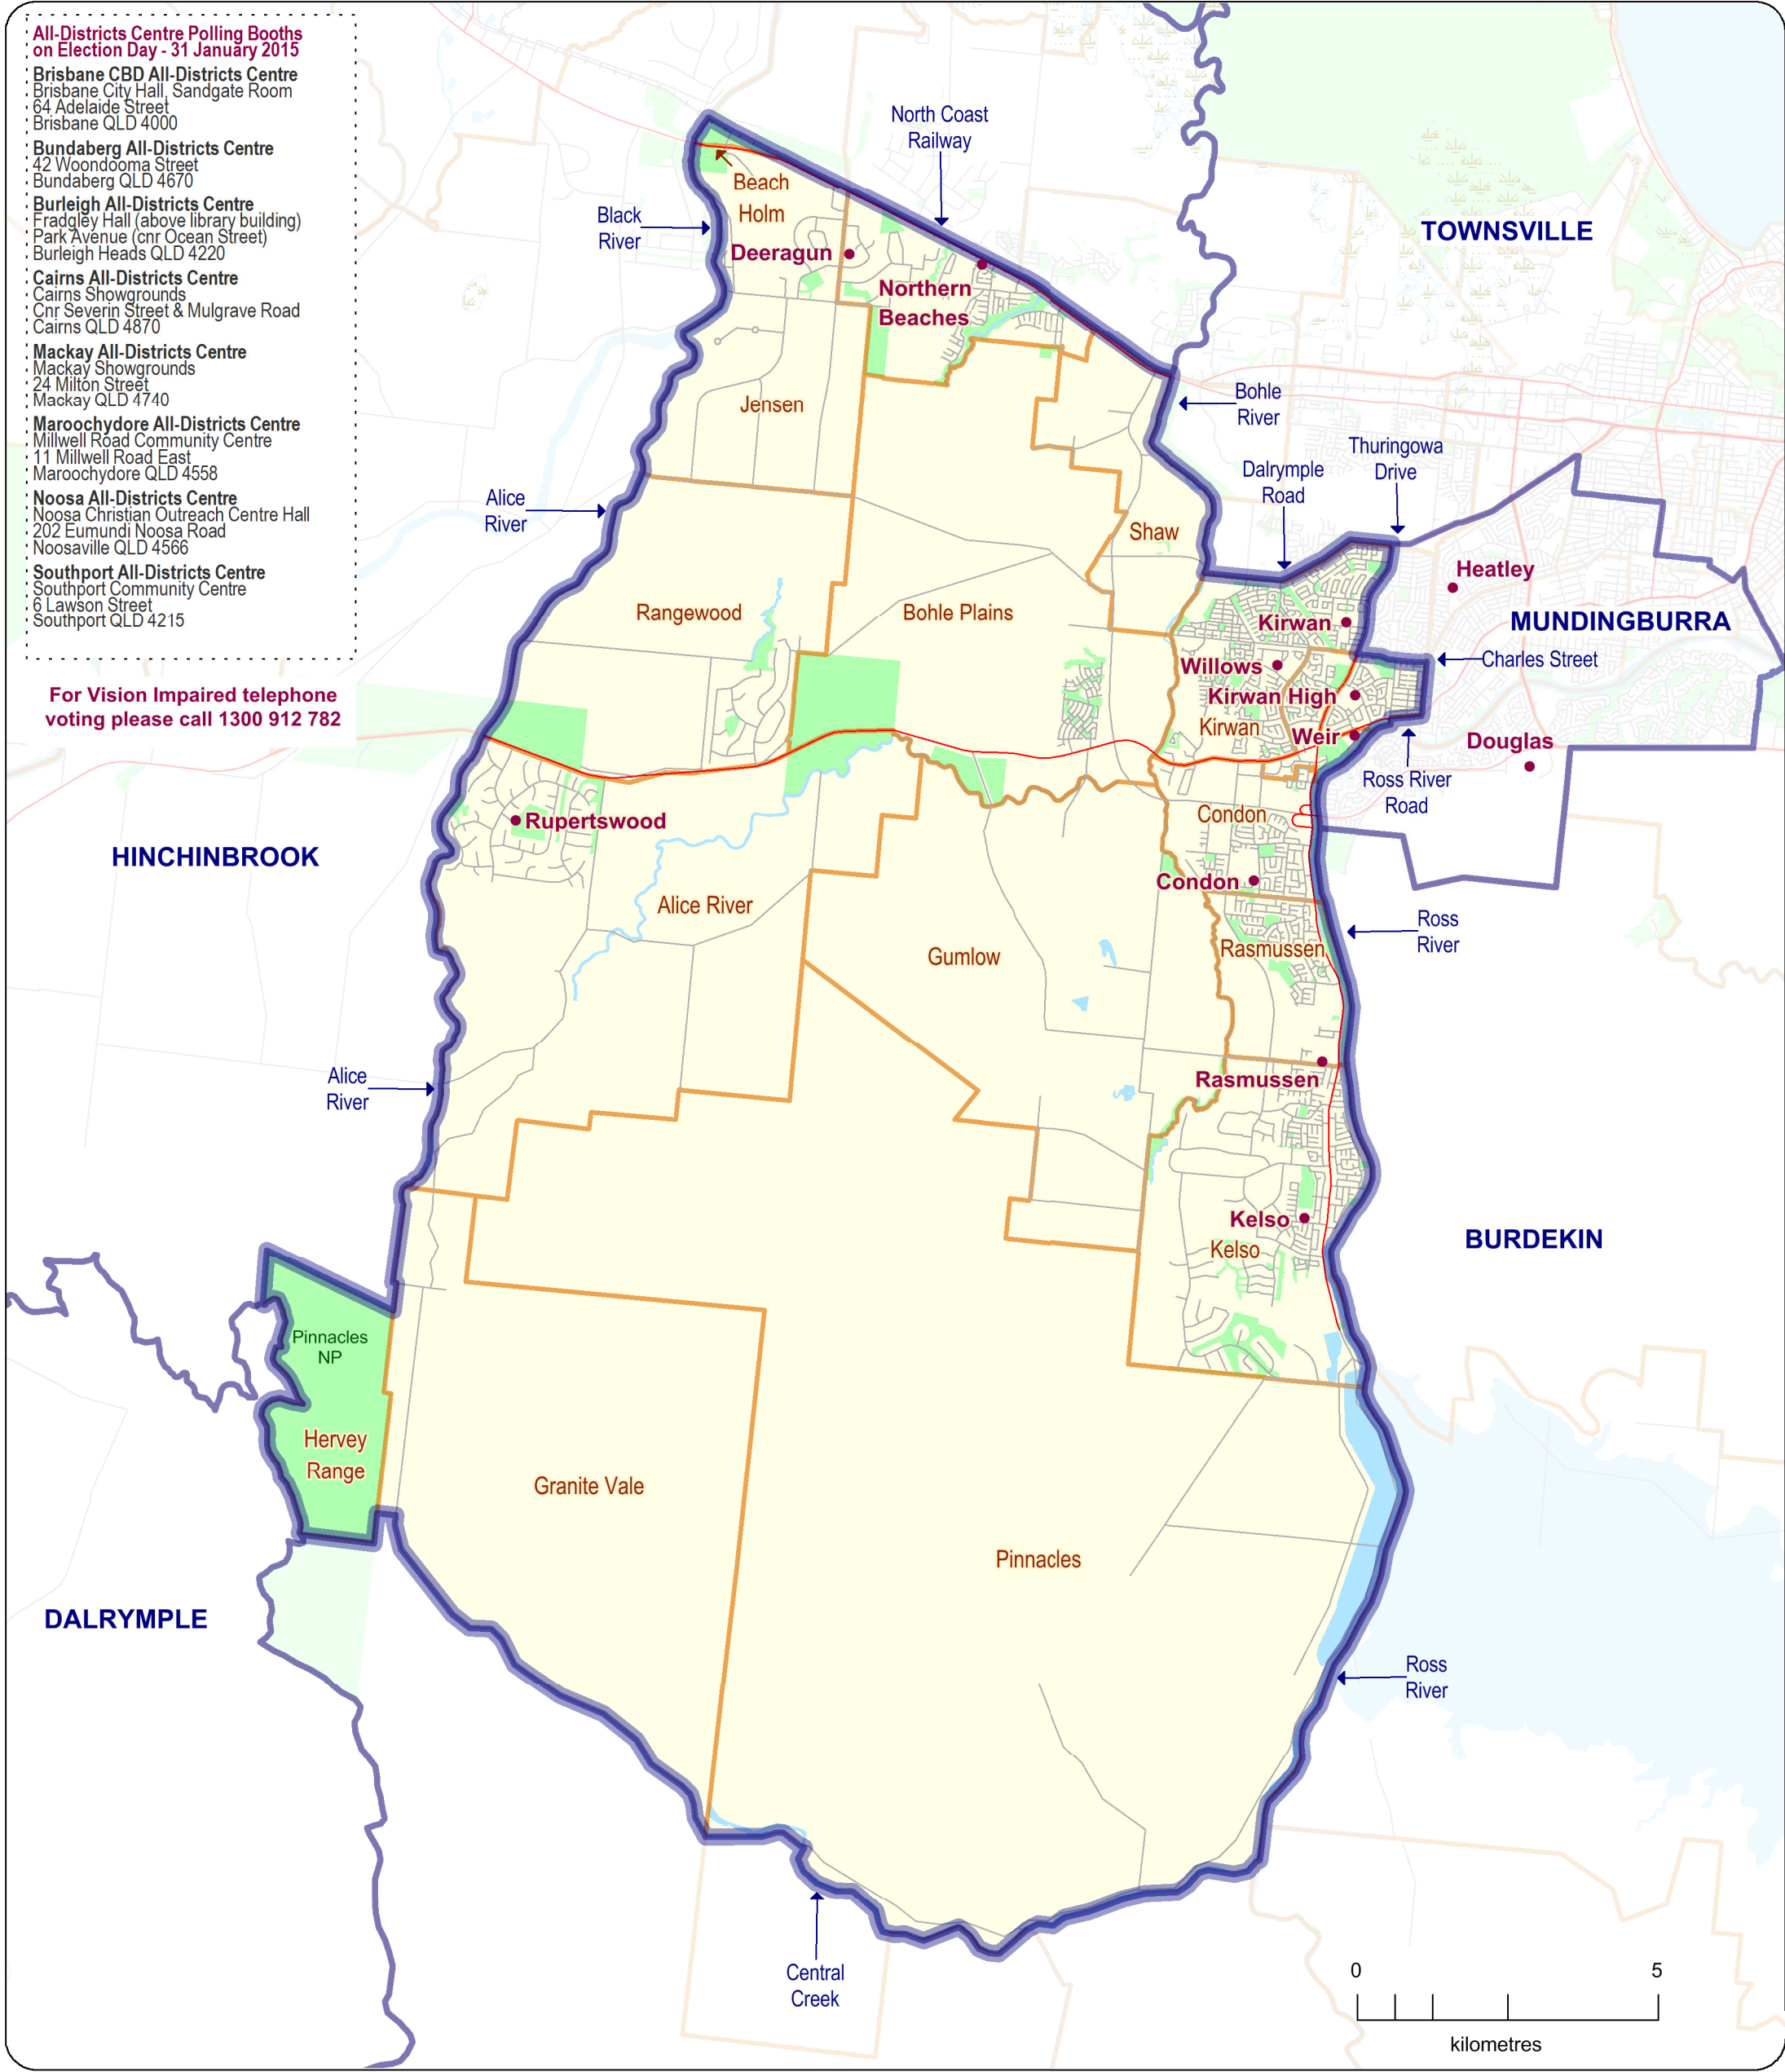 All-Districts Centre Polling Booths
on Election Day - 31 January 2015
Brisbane CBD All-Districts Centre
Brisbane City Hall, Sandgate Room
64 Adelaide Street
Brisbane QLD 4000
Bundaberg All-Districts Centre
42 Woondooma Street
Bundaberg QLD 4670
Burleigh All-Districts Centre
Fradgley Hall (above library building)
Park Avenue (cnr Ocean Street)
Burleigh Heads QLD 4220
Cairns All-Districts Centre
Cairns Showgrounds
Cnr Severin Street & Mulgrave Road
Cairns QLD 4870
Mackay All-Districts Centre
Mackay Showgrounds
24 Milton Street
Mackay QLD 4740
Maroochydore All-Districts Centre
Millwell Road Community Centre
11 Millwell Road East
Maroochydore QLD 4558
Noosa All-Districts Centre
Noosa Christian Outreach Centre Hall
202 Eumundi Noosa Road
Noosaville QLD 4566
Southport All-Districts Centre
Southport Community Centre
6 Lawson Street
Southport QLD 4215
For Vision Impaired telephone
voting please call 1300 912 782
North Coast
Railway
Beach
Holm
Black
River
Deeragun
Northern
Beaches
TOWNSVILLE
Jensen
Bohle
River
Thuringowa
Drive
Dalrymple
Road
Alice
River
Shaw
Heatley
Rangewood
Bohle Plains
Kirwan
MUNDINGBURRA
Charles Street
Willows
Kirwan High
Kirwan
Weir
Douglas
Ross River
Road
Rupertswood
Condon
HINCHINBROOK
Condon
Alice River
Ross
River
Gumlow
Rasmussen
Alice
River
Rasmussen
Kelso
Kelso
BURDEKIN
Pinnacles
NP
Hervey
Range
Granite Vale
Pinnacles
DALRYMPLE
Ross
River
Central
Creek
0 5
kilometres